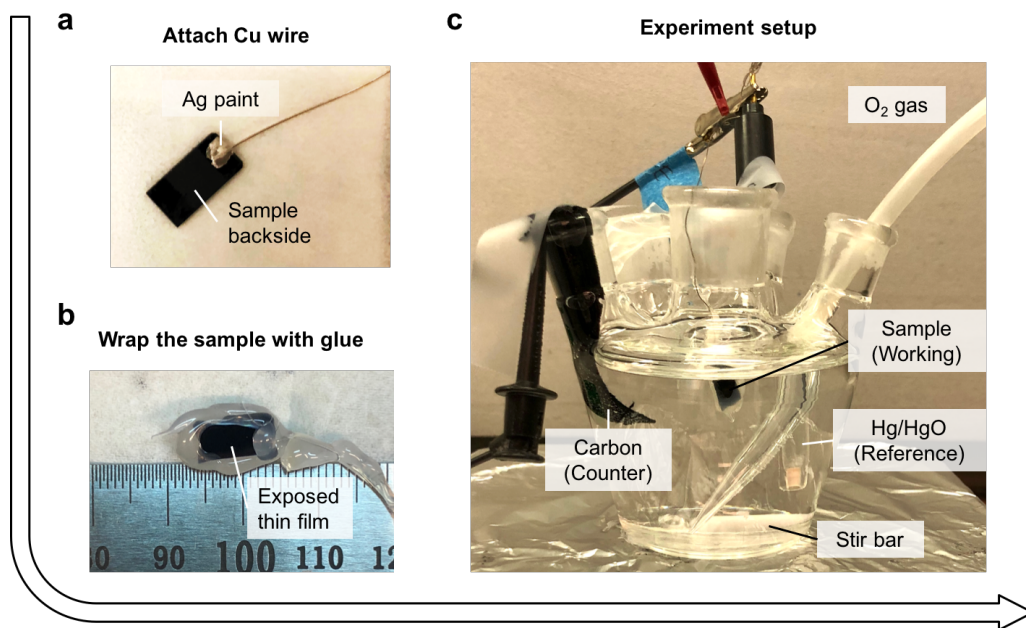 a
Attach Cu wire
Ag paint
Sample
backside
b
Wrap the sample with glue
Exposed
thin film
90 100 110
c
Experiment setup
O₂ gas
Sample
(Working)
Hg/HgO
(Reference)
Carbon
(Counter)
Stir bar